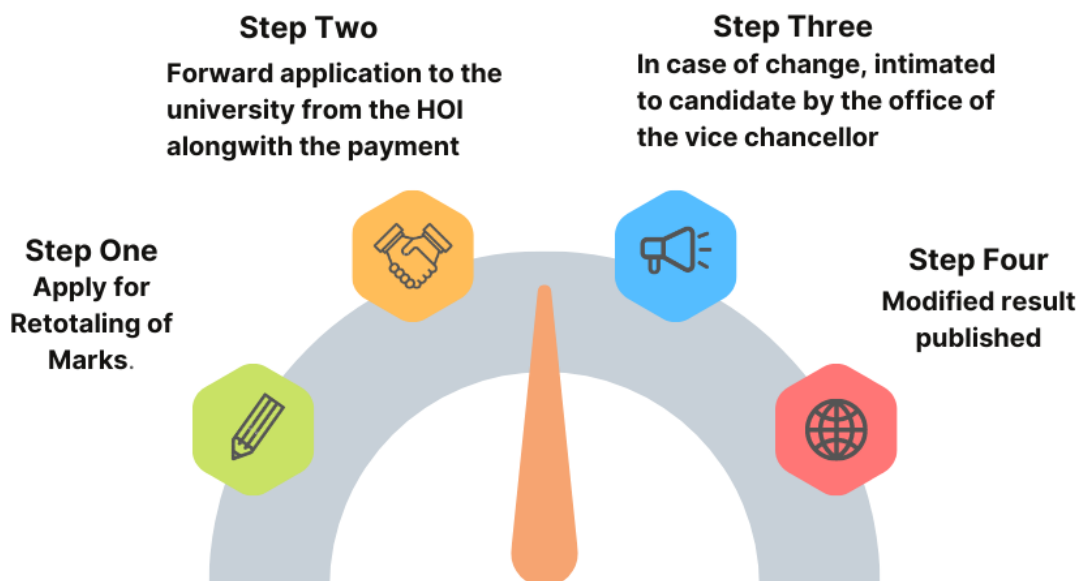 Step One
Apply for
Retotaling of
Marks.
Step Two
Forward application to the
university from the HOI
alongwith the payment
Step Three
In case of change, intimated
to candidate by the office of
the vice chancellor
Step Four
Modified result
published